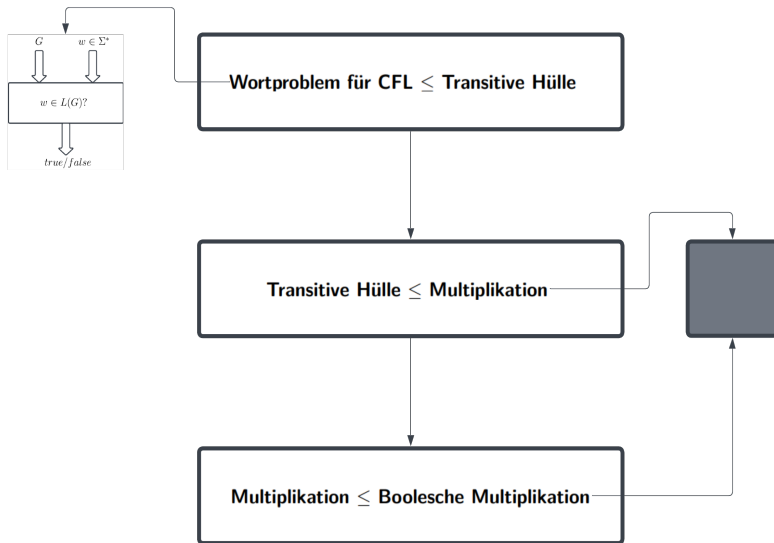 G w ∈ Σ*
w ∈ L(G)?
true/false
Wortproblem für CFL ≤ Transitive Hülle
Transitive Hülle ≤ Multiplikation
Multiplikation ≤ Boolesche Multiplikation